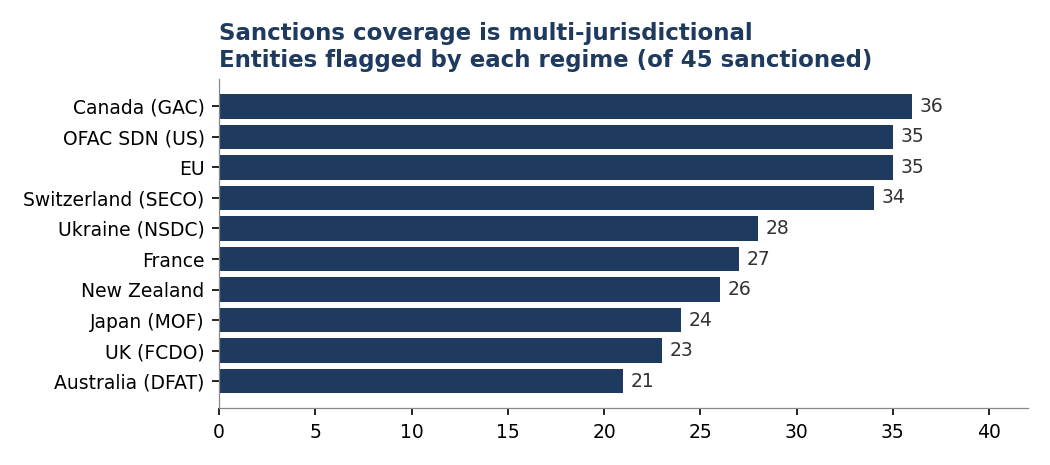 Sanctions coverage is multi-jurisdictional
Entities flagged by each regime (of 45 sanctioned)
Canada (GAC) 36
OFAC SDN (US) 35
EU 35
Switzerland (SECO) 34
Ukraine (NSDC) 28
France 27
New Zealand 26
Japan (MOF) 24
UK (FCDO) 23
Australia (DFAT) 21
0 5 10 15 20 25 30 35 40